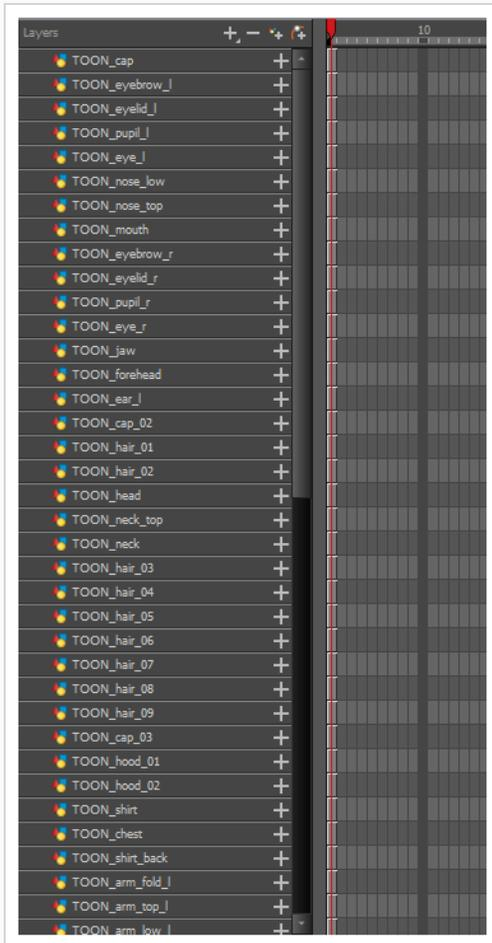 Layers
10
TOON_cap
TOON_eyebrow_l
TOON_eyelid_l
TOON_pupil_l
TOON_eye_l
TOON_nose_low
TOON_nose_top
TOON_mouth
TOON_eyebrow_r
TOON_eyelid_r
TOON_pupil_r
TOON_eye_r
TOON_jaw
TOON_forehead
TOON_ear_l
TOON_cap_02
TOON_hair_01
TOON_hair_02
TOON_head
TOON_neck_top
TOON_neck
TOON_hair_03
TOON_hair_04
TOON_hair_05
TOON_hair_06
TOON_hair_07
TOON_hair_08
TOON_hair_09
TOON_cap_03
TOON_hood_01
TOON_hood_02
TOON_shirt
TOON_chest
TOON_shirt_back
TOON_arm_fold_l
TOON_arm_top_l
TOON_arm_low_l